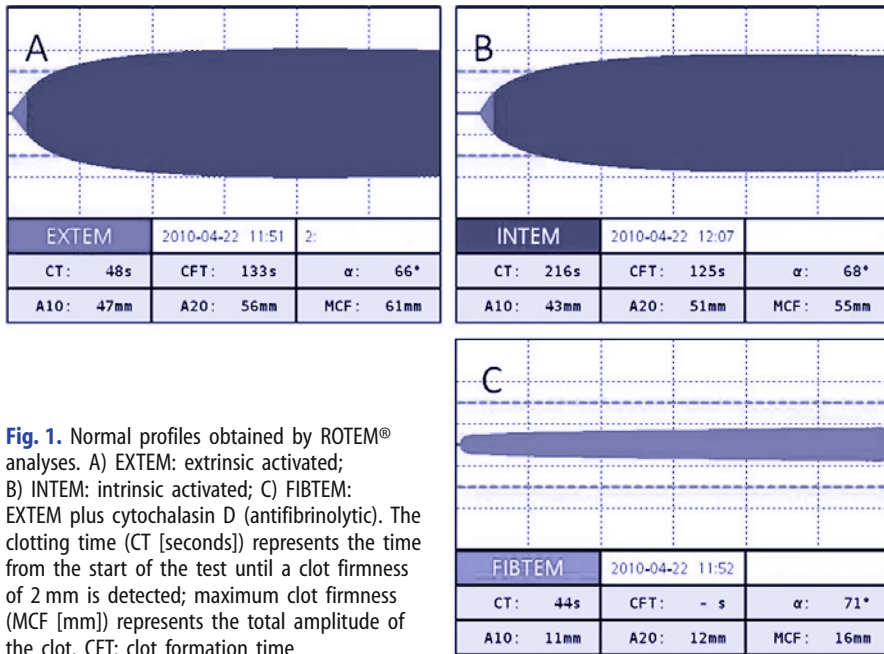 A
EXTEM 2010-04-22 11:51 2:
CT: 48s CFT: 133s α: 66°
A10: 47mm A20: 56mm MCF: 61mm
B
INTEM 2010-04-22 12:07
CT: 216s CFT: 125s α: 68°
A10: 43mm A20: 51mm MCF: 55mm
C
FIBTEM 2010-04-22 11:52
CT: 44s CFT: - s α: 71°
A10: 11mm A20: 12mm MCF: 16mm
Fig. 1. Normal profiles obtained by ROTEM®
analyses. A) EXTEM: extrinsic activated;
B) INTEM: intrinsic activated; C) FIBTEM:
EXTEM plus cytochalasin D (antifibrinolytic). The
clotting time (CT [seconds]) represents the time
from the start of the test until a clot firmness
of 2 mm is detected; maximum clot firmness
(MCF [mm]) represents the total amplitude of
the clot. CFT: clot formation time